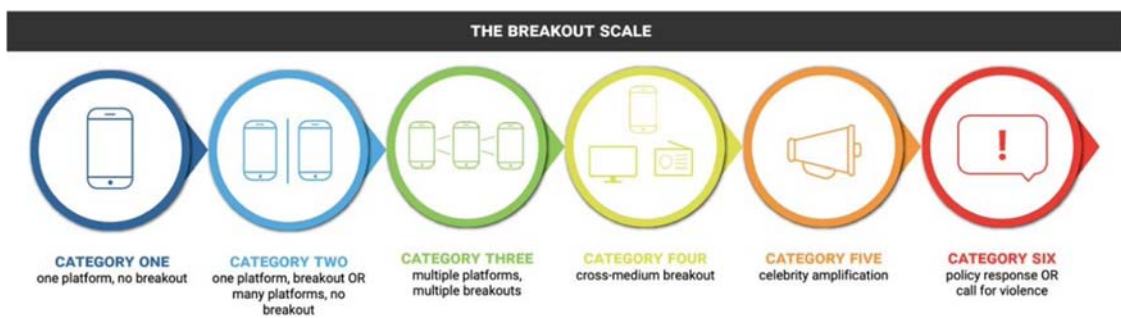 THE BREAKOUT SCALE
!
CATEGORY ONE
one platform, no breakout
CATEGORY TWO
one platform, breakout OR
many platforms, no
breakout
CATEGORY THREE
multiple platforms,
multiple breakouts
CATEGORY FOUR
cross-medium breakout
CATEGORY FIVE
celebrity amplification
CATEGORY SIX
policy response OR
call for violence